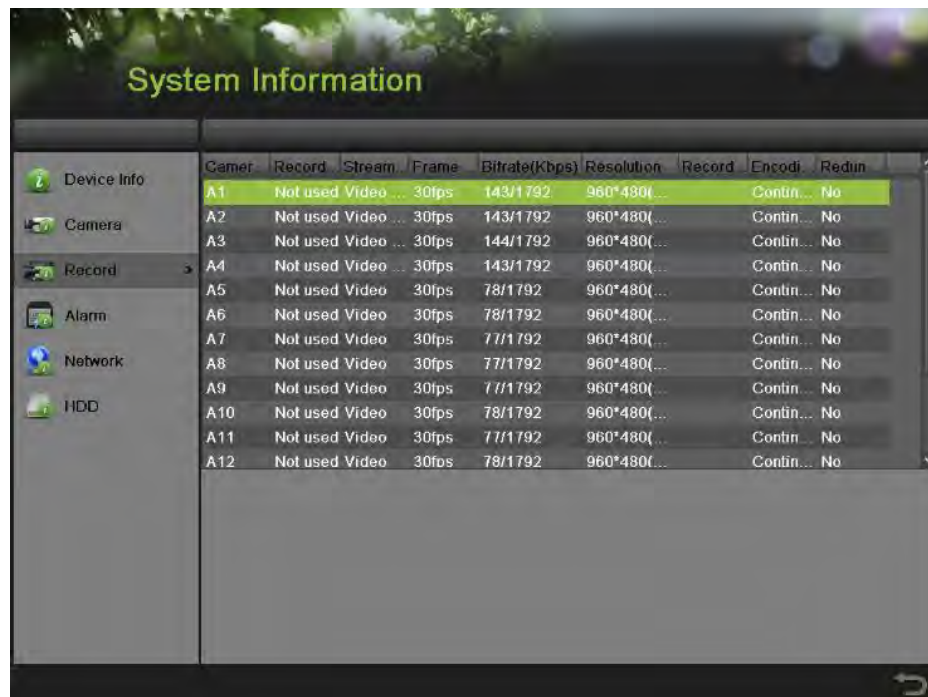 System Information
Device Info
Camera
Record
Alarm
Network
HDD
Camer Record Stream Frame Bitrate(Kbps) Resolution Record Encodi Redun
A1 Not used Video ... 30fps 143/1792 960*480(... Contin... No
A2 Not used Video ... 30fps 143/1792 960*480(... Contin... No
A3 Not used Video ... 30fps 144/1792 960*480(... Contin... No
A4 Not used Video ... 30fps 143/1792 960*480(... Contin... No
A5 Not used Video 30fps 78/1792 960*480(... Contin... No
A6 Not used Video 30fps 78/1792 960*480(... Contin... No
A7 Not used Video 30fps 77/1792 960*480(... Contin... No
A8 Not used Video 30fps 77/1792 960*480(... Contin... No
A9 Not used Video 30fps 77/1792 960*480(... Contin... No
A10 Not used Video 30fps 78/1792 960*480(... Contin... No
A11 Not used Video 30fps 77/1792 960*480(... Contin... No
A12 Not used Video 30fps 78/1792 960*480(... Contin... No